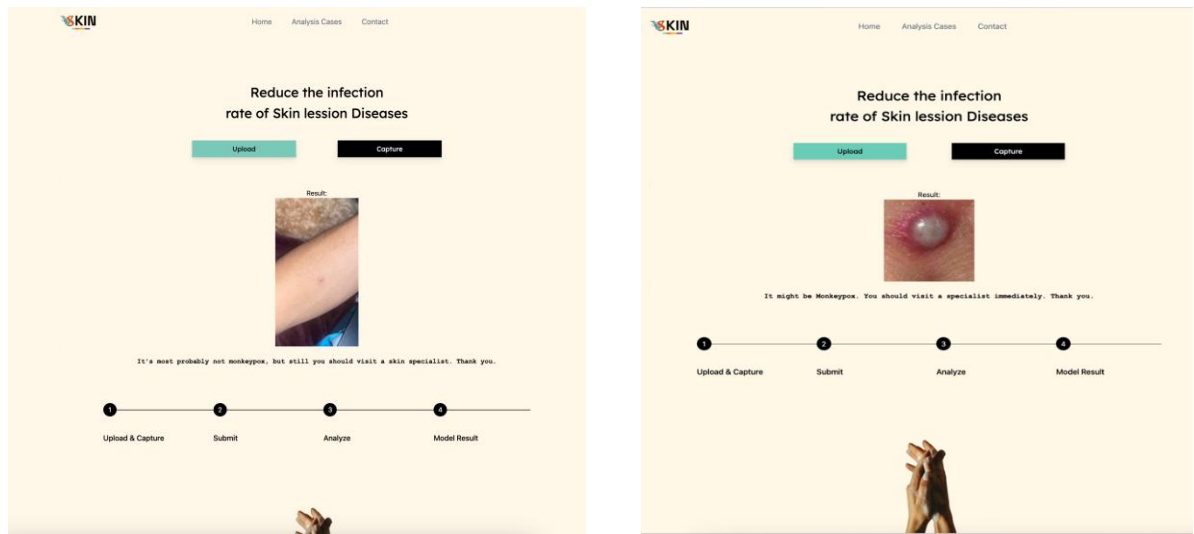 SKIN
Home Analysis Cases Contact
Reduce the infection
rate of Skin lession Diseases
Upload Capture
Result:
It's most probably not monkeypox, but still you should visit a skin specialist. Thank you.
1 2 3 4
Upload & Capture Submit Analyze Model Result
SKIN
Home Analysis Cases Contact
Reduce the infection
rate of Skin lession Diseases
Upload Capture
Result:
It might be Monkeypox. You should visit a specialist immediately. Thank you.
1 2 3 4
Upload & Capture Submit Analyze Model Result